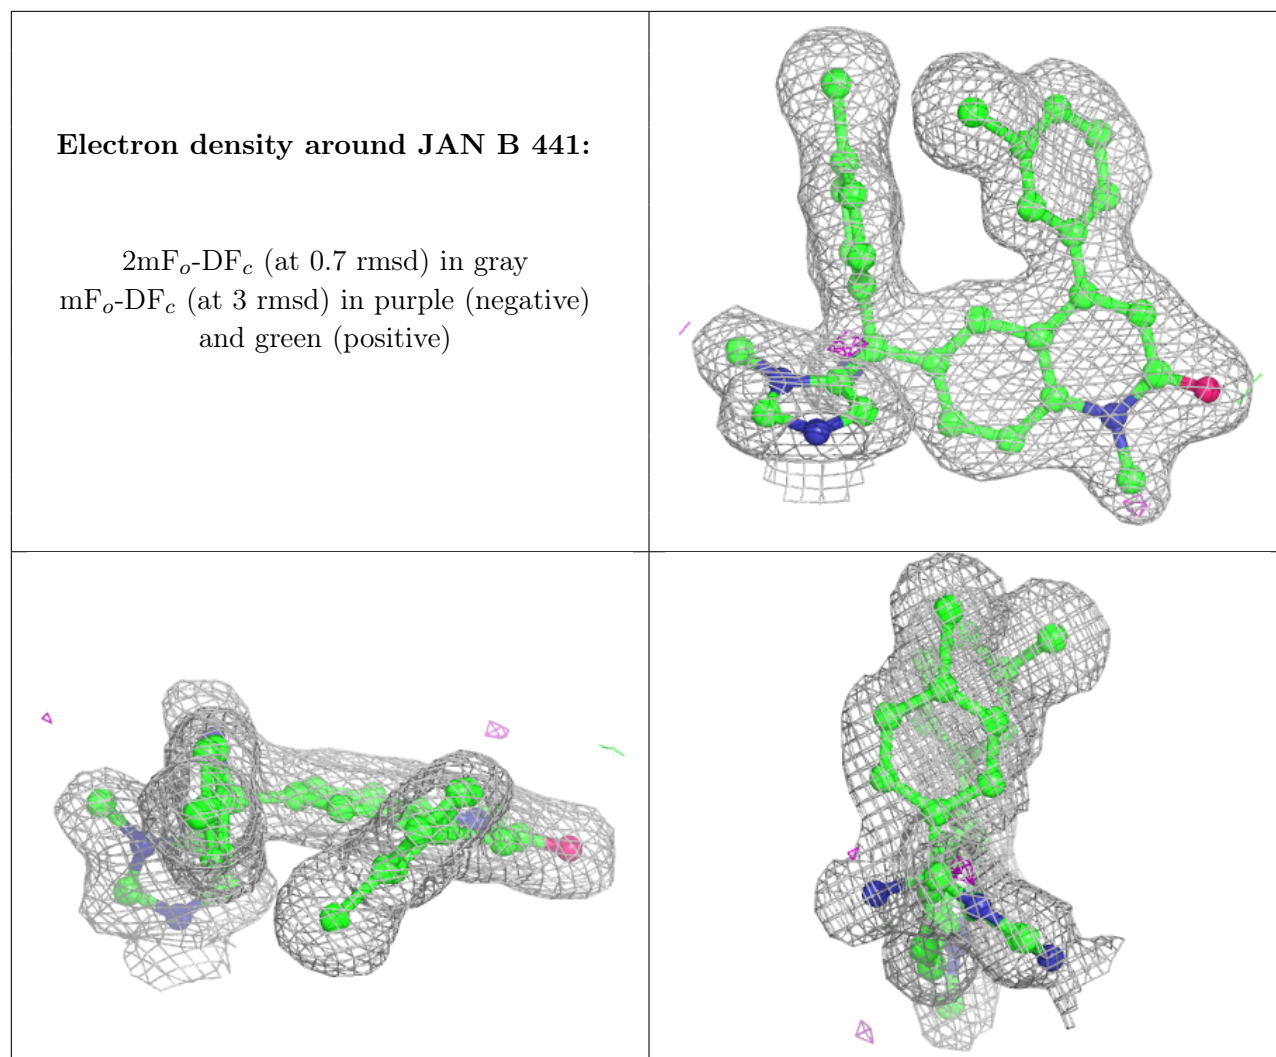 Electron density around JAN B 441:
2mFo-DFc (at 0.7 rmsd) in gray
mFo-DFc (at 3 rmsd) in purple (negative)
and green (positive)